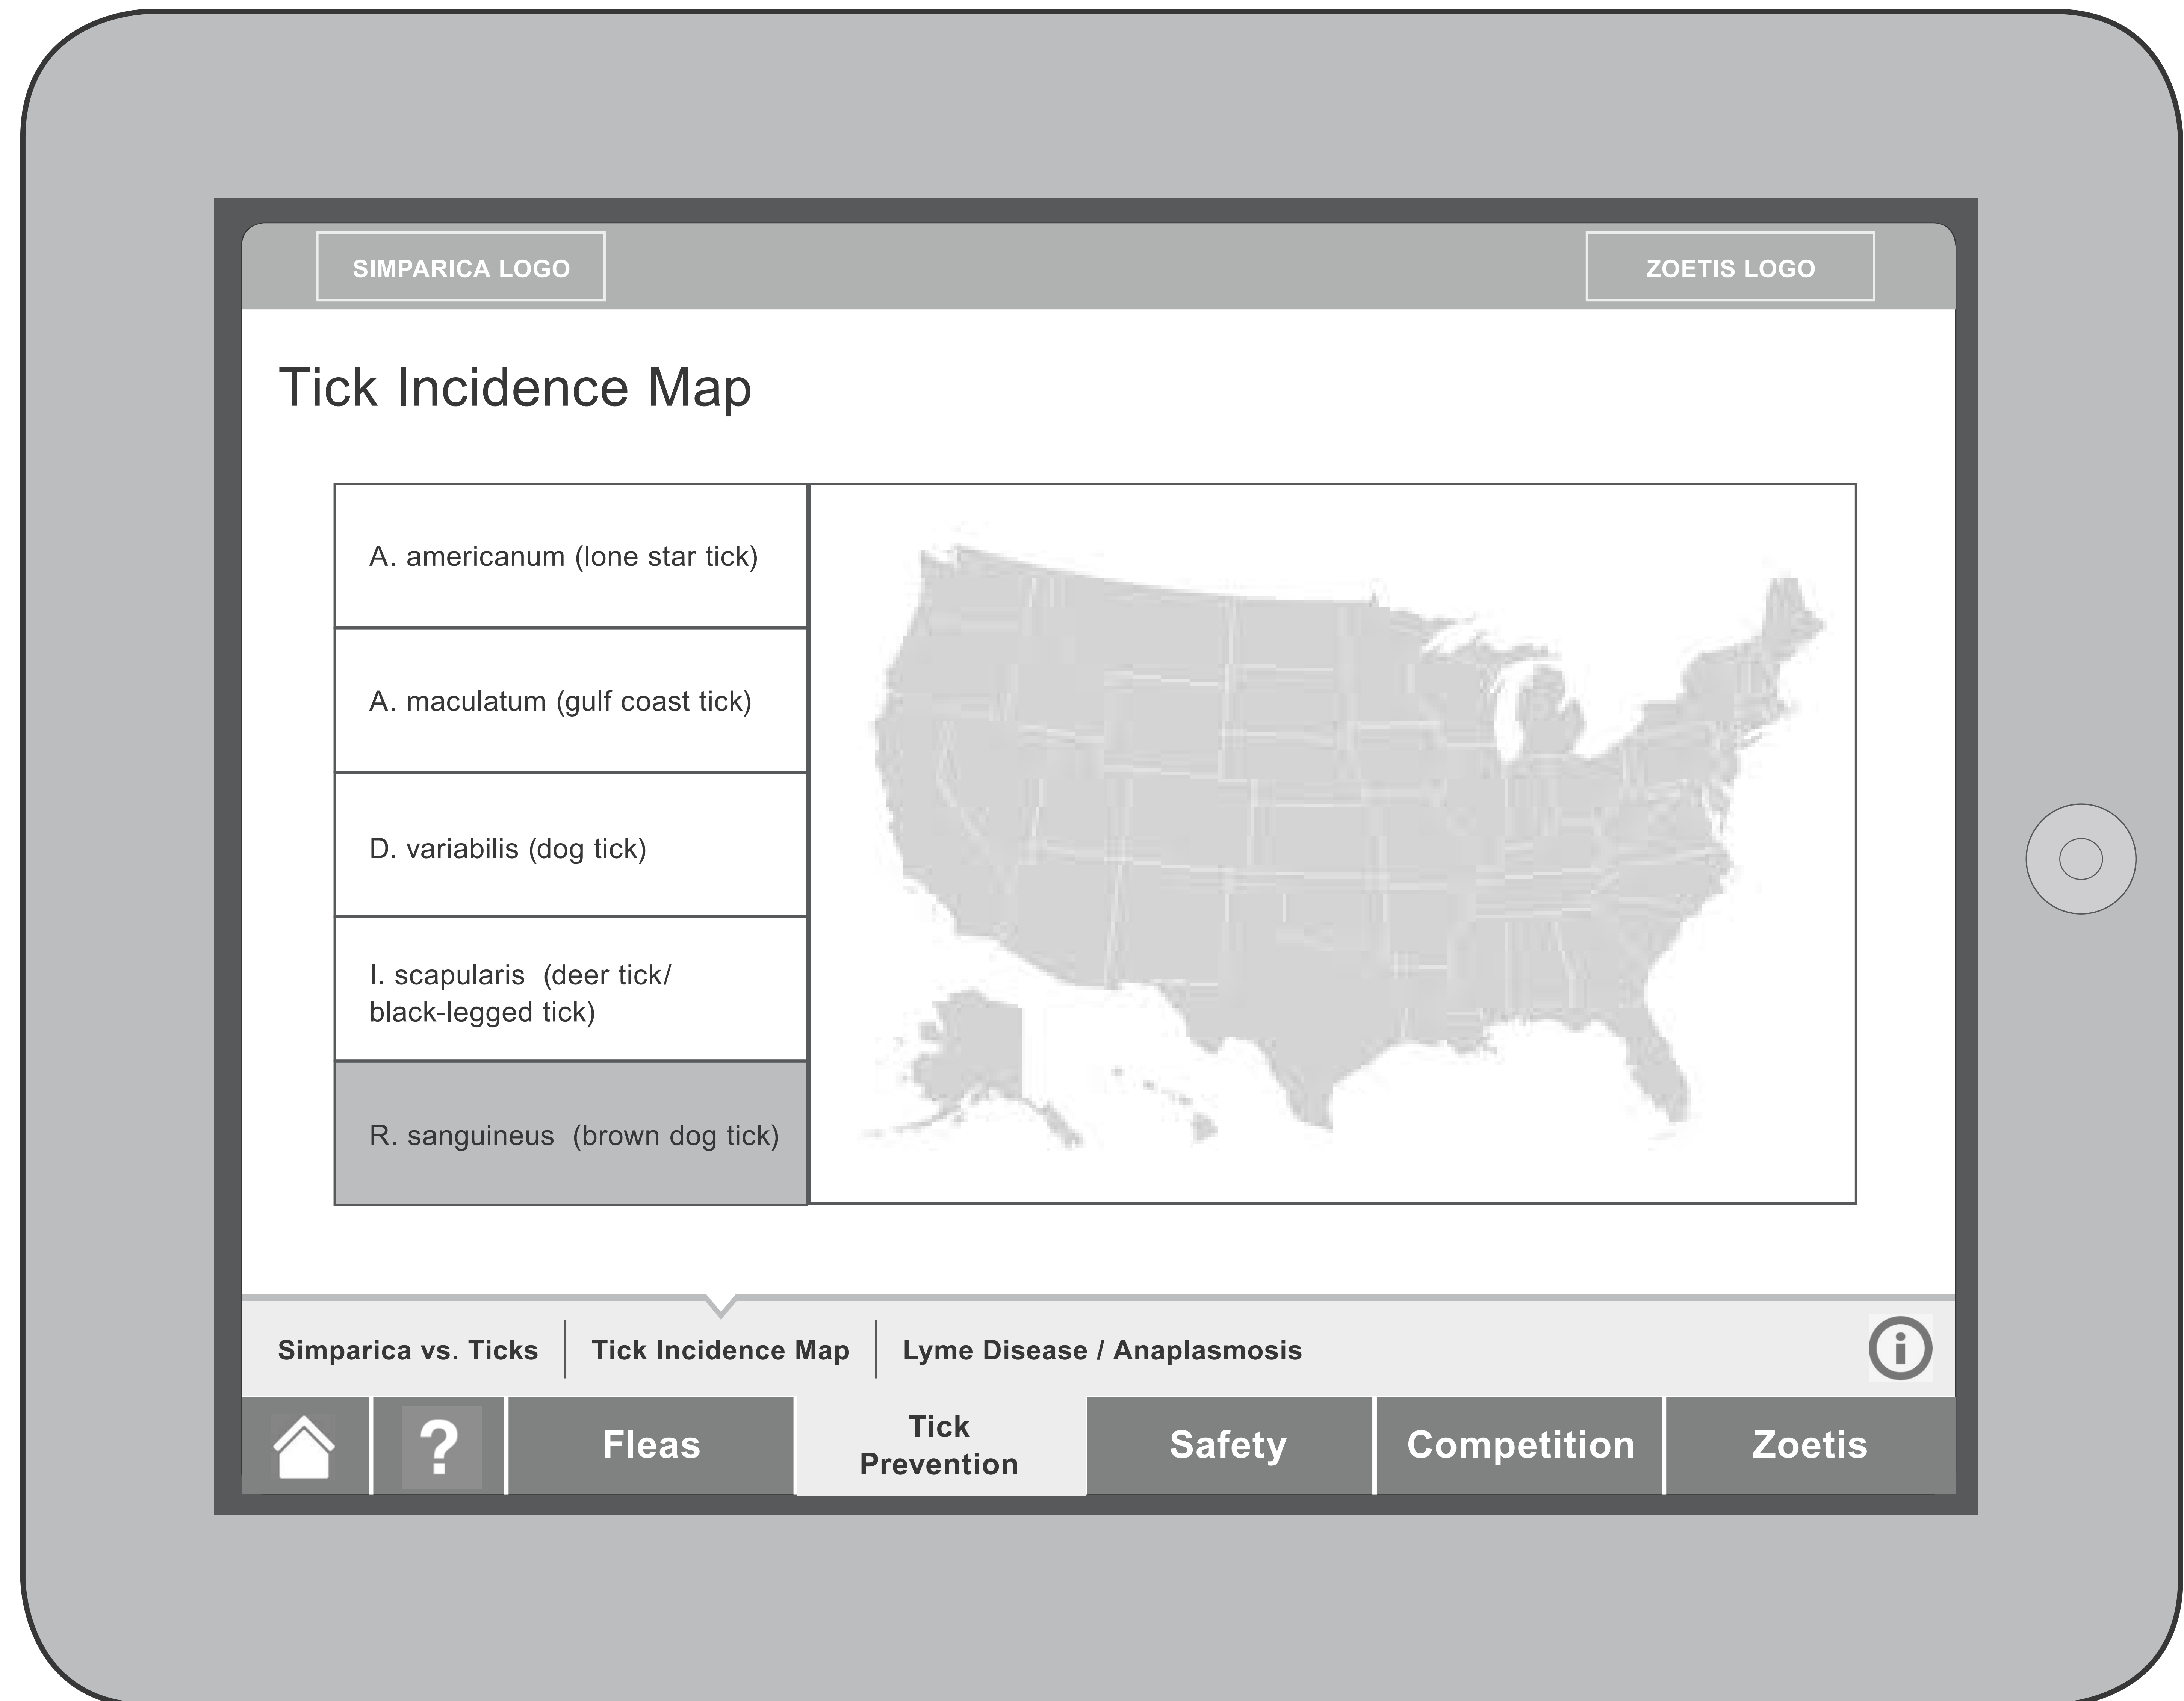 SIMPARICA LOGO
ZOETIS LOGO
Tick Incidence Map
A. americanum (lone star tick)
A. maculatum (gulf coast tick)
D. variabilis (dog tick)
I. scapularis  (deer tick/
black-legged tick)
R. sanguineus  (brown dog tick)
Simparica vs. Ticks
Tick Incidence Map
Lyme Disease / Anaplasmosis
i
?
Fleas
Tick
Prevention
Safety
Competition
Zoetis